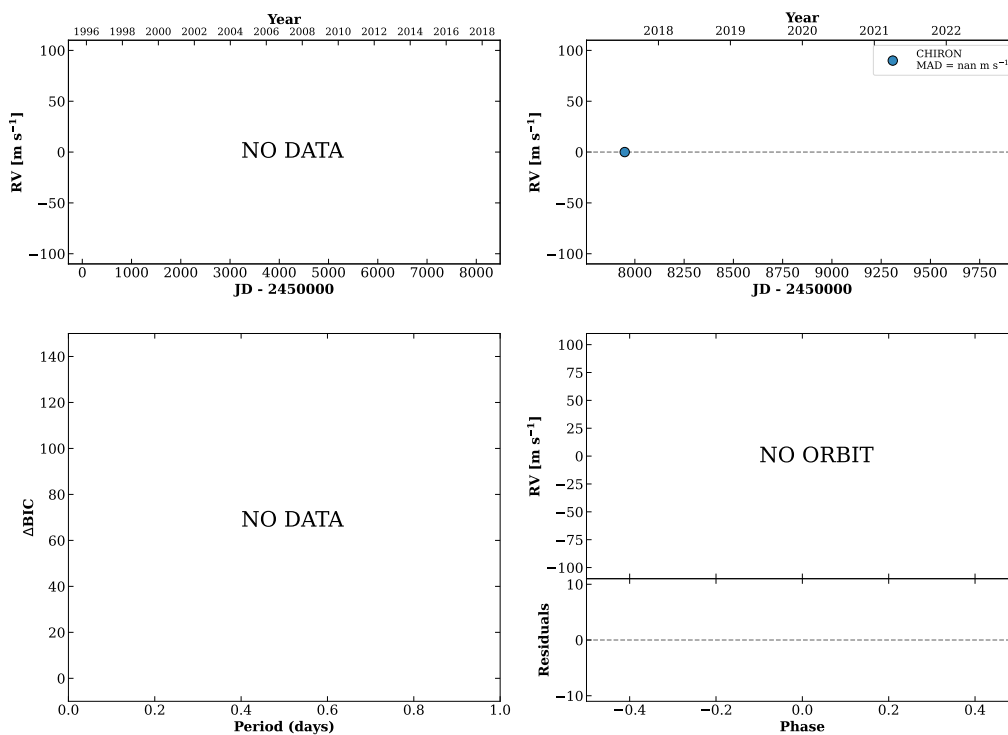 Year
1996 1998 2000 2002 2004 2006 2008 2010 2012 2014 2016 2018
100
50
0
−50
−100
RV [m s⁻¹]
NO DATA
0 1000 2000 3000 4000 5000 6000 7000 8000
JD - 2450000
Year
2018 2019 2020 2021 2022
CHIRON
MAD = nan m s⁻¹
100
50
0
−50
−100
RV [m s⁻¹]
8000 8250 8500 8750 9000 9250 9500 9750
JD - 2450000
140
120
100
80
60
40
20
0
ΔBIC
NO DATA
0.0 0.2 0.4 0.6 0.8 1.0
Period (days)
100
75
50
25
0
−25
−50
−75
−100
RV [m s⁻¹]
NO ORBIT
10
0
−10
Residuals
−0.4 −0.2 0.0 0.2 0.4
Phase